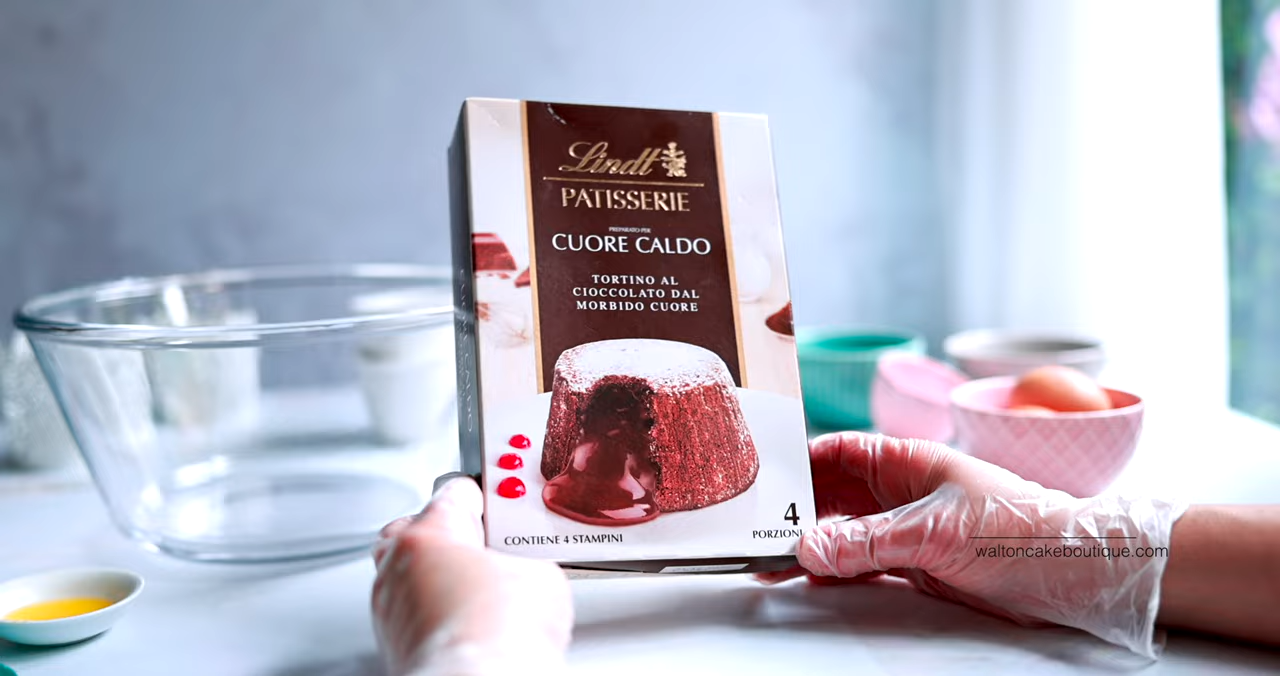 Lindt
PATISSERIE
PREPARATO PER
CUORE CALDO
TORTINO AL
CIOCCOLATO DAL
MORBIDO CUORE
CONTIENE 4 STAMPINI
4
PORZIONI
waltoncakeboutique.com